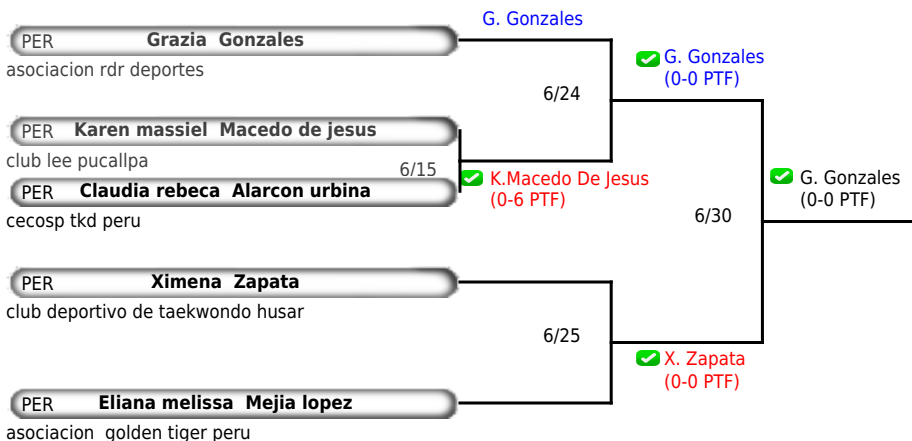 G. Gonzales
PER Grazia Gonzales
asociacion rdr deportes
G. Gonzales
(0-0 PTF)
6/24
PER Karen massiel Macedo de jesus
club lee pucallpa
6/15
K.Macedo De Jesus
(0-6 PTF)
PER Claudia rebeca Alarcon urbina
cecosp tkd peru
G. Gonzales
(0-0 PTF)
6/30
PER Ximena Zapata
club deportivo de taekwondo husar
6/25
X. Zapata
(0-0 PTF)
PER Eliana melissa Mejia lopez
asociacion golden tiger peru